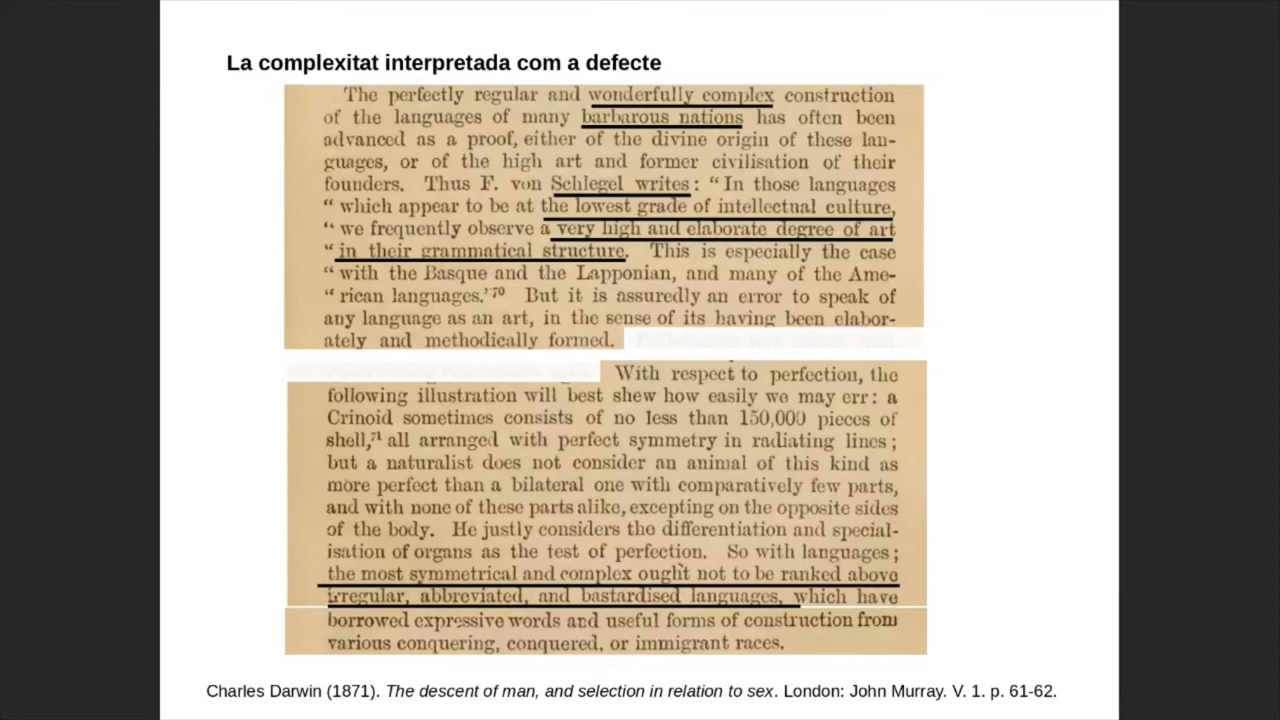 La complexitat interpretada com a defecte
The perfectly regular and wonderfully complex construction
of the languages of many barbarous nations has often been
advanced as a proof, either of the divine origin of these lan-
guages, or of the high art and former civilisation of their
founders. Thus F. von Schlegel writes: “In those languages
“ which appear to be at the lowest grade of intellectual culture,
“ we frequently observe a very high and elaborate degree of art
“ in their grammatical structure. This is especially the case
“ with the Basque and the Lapponian, and many of the Ame-
“ rican languages.’⁷⁰ But it is assuredly an error to speak of
any language as an art, in the sense of its having been elabor-
ately and methodically formed.
With respect to perfection, the
following illustration will best shew how easily we may err: a
Crinoid sometimes consists of no less than 150,000 pieces of
shell,⁷¹ all arranged with perfect symmetry in radiating lines;
but a naturalist does not consider an animal of this kind as
more perfect than a bilateral one with comparatively few parts,
and with none of these parts alike, excepting on the opposite sides
of the body. He justly considers the differentiation and special-
isation of organs as the test of perfection. So with languages;
the most symmetrical and complex ought not to be ranked above
irregular, abbreviated, and bastardised languages, which have
borrowed expressive words and useful forms of construction from
various conquering, conquered, or immigrant races.
Charles Darwin (1871). The descent of man, and selection in relation to sex. London: John Murray. V. 1. p. 61-62.